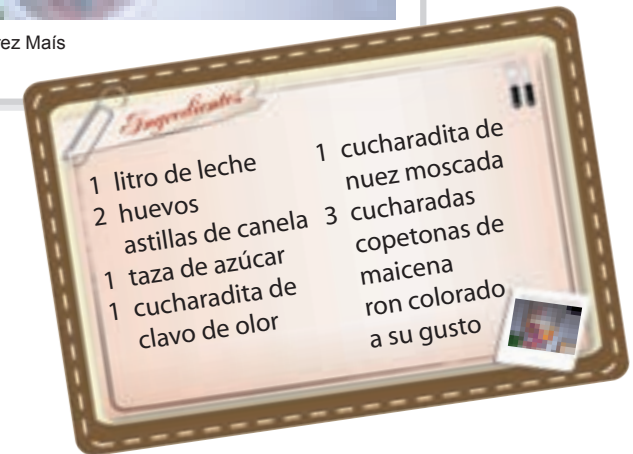 ez Maís
Ingredientes
1 litro de leche
2 huevos
astillas de canela
1 taza de azúcar
1 cucharadita de
clavo de olor
1 cucharadita de
nuez moscada
3 cucharadas
copetonas de
maicena
ron colorado
a su gusto